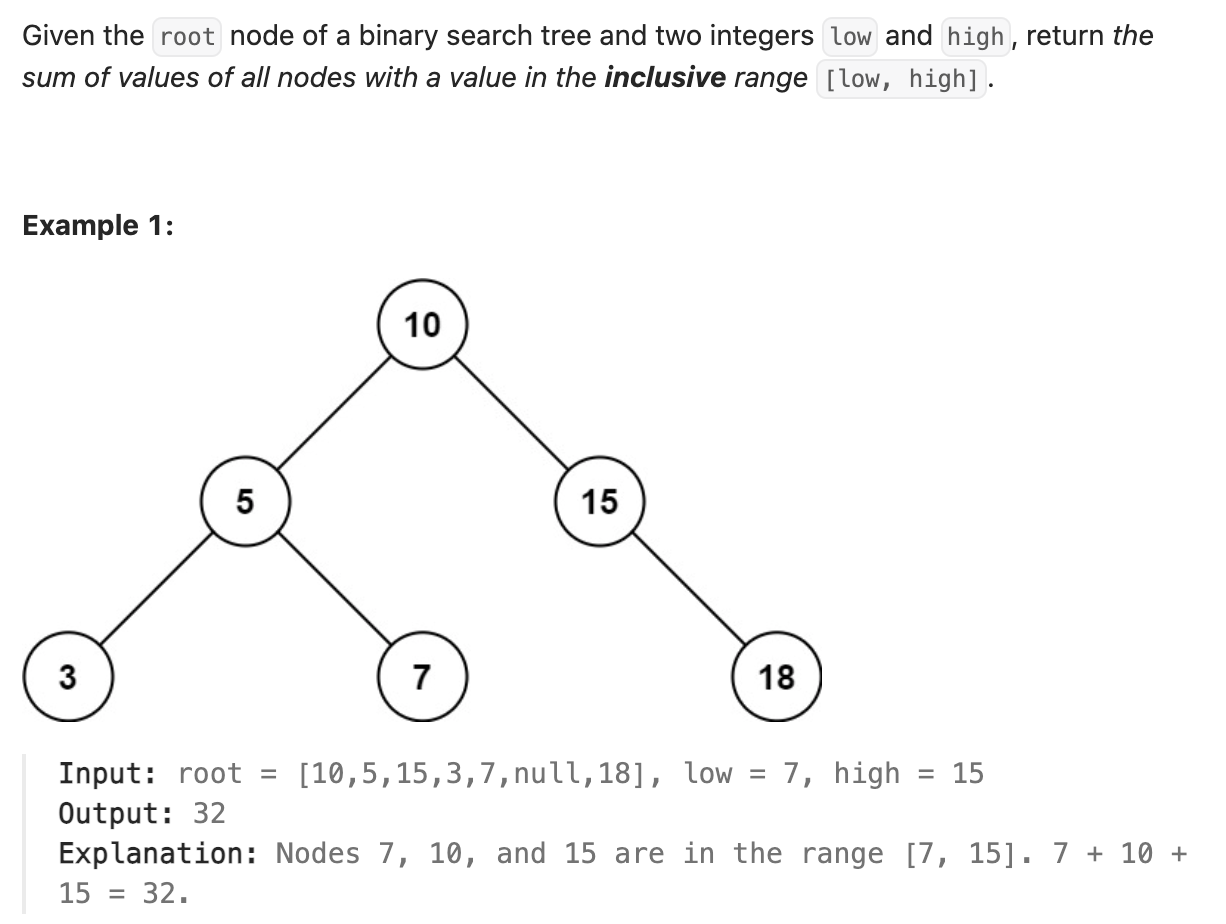 Given the root node of a binary search tree and two integers low and high, return the
sum of values of all nodes with a value in the inclusive range [low, high].
Example 1:
10
5
15
3
7
18
Input: root = [10,5,15,3,7,null,18], low = 7, high = 15
Output: 32
Explanation: Nodes 7, 10, and 15 are in the range [7, 15]. 7 + 10 +
15 = 32.